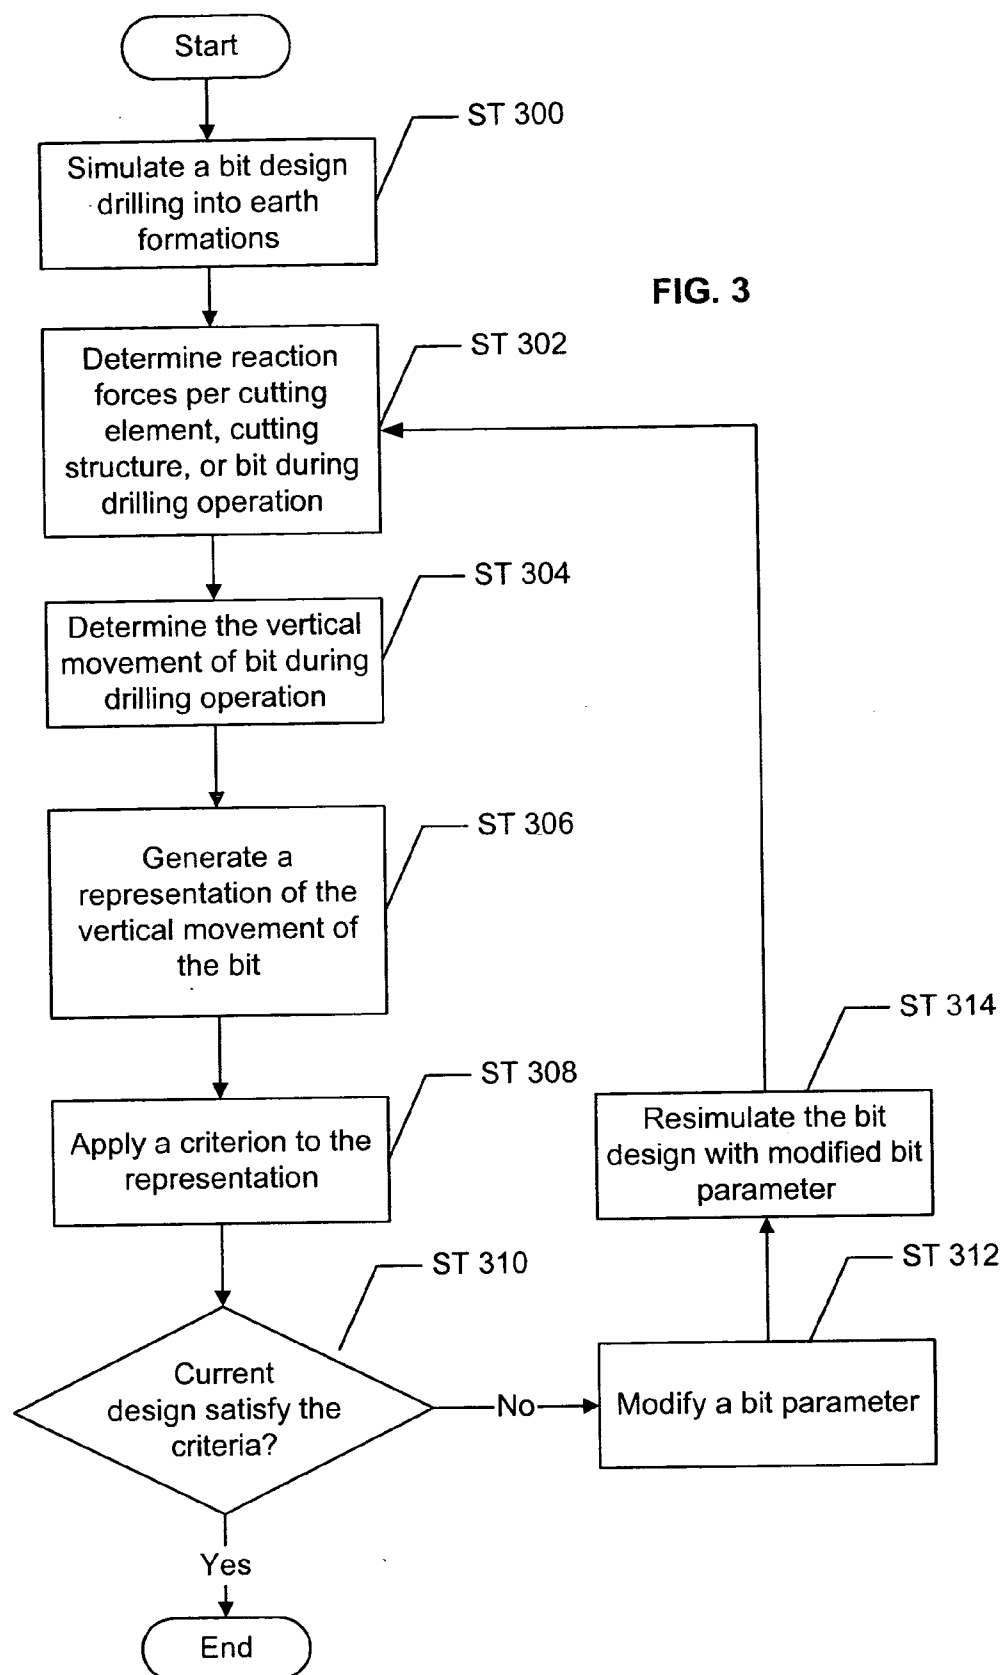 Start
ST 300
Simulate a bit design
drilling into earth
formations
FIG. 3
ST 302
Determine reaction
forces per cutting
element, cutting
structure, or bit during
drilling operation
ST 304
Determine the vertical
movement of bit during
drilling operation
ST 306
Generate a
representation of the
vertical movement of
the bit
ST 308
Apply a criterion to the
representation
ST 310
Current
design satisfy the
criteria?
No
Yes
End
ST 312
Modify a bit parameter
ST 314
Resimulate the bit
design with modified bit
parameter